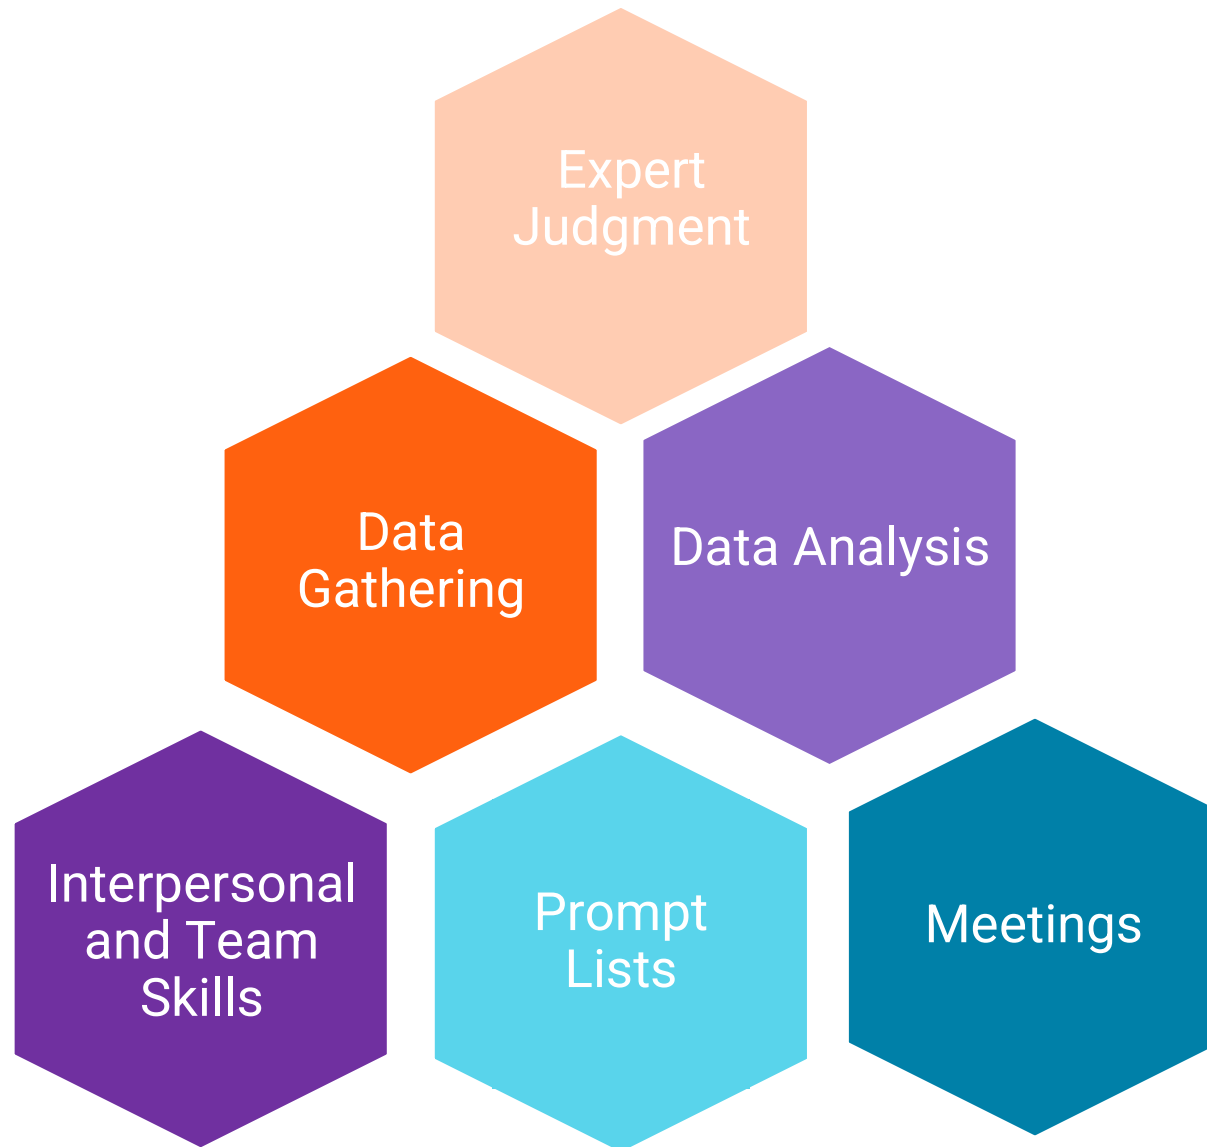 Expert
Judgment
Data
Gathering
Data Analysis
Interpersonal
and Team
Skills
Prompt
Lists
Meetings